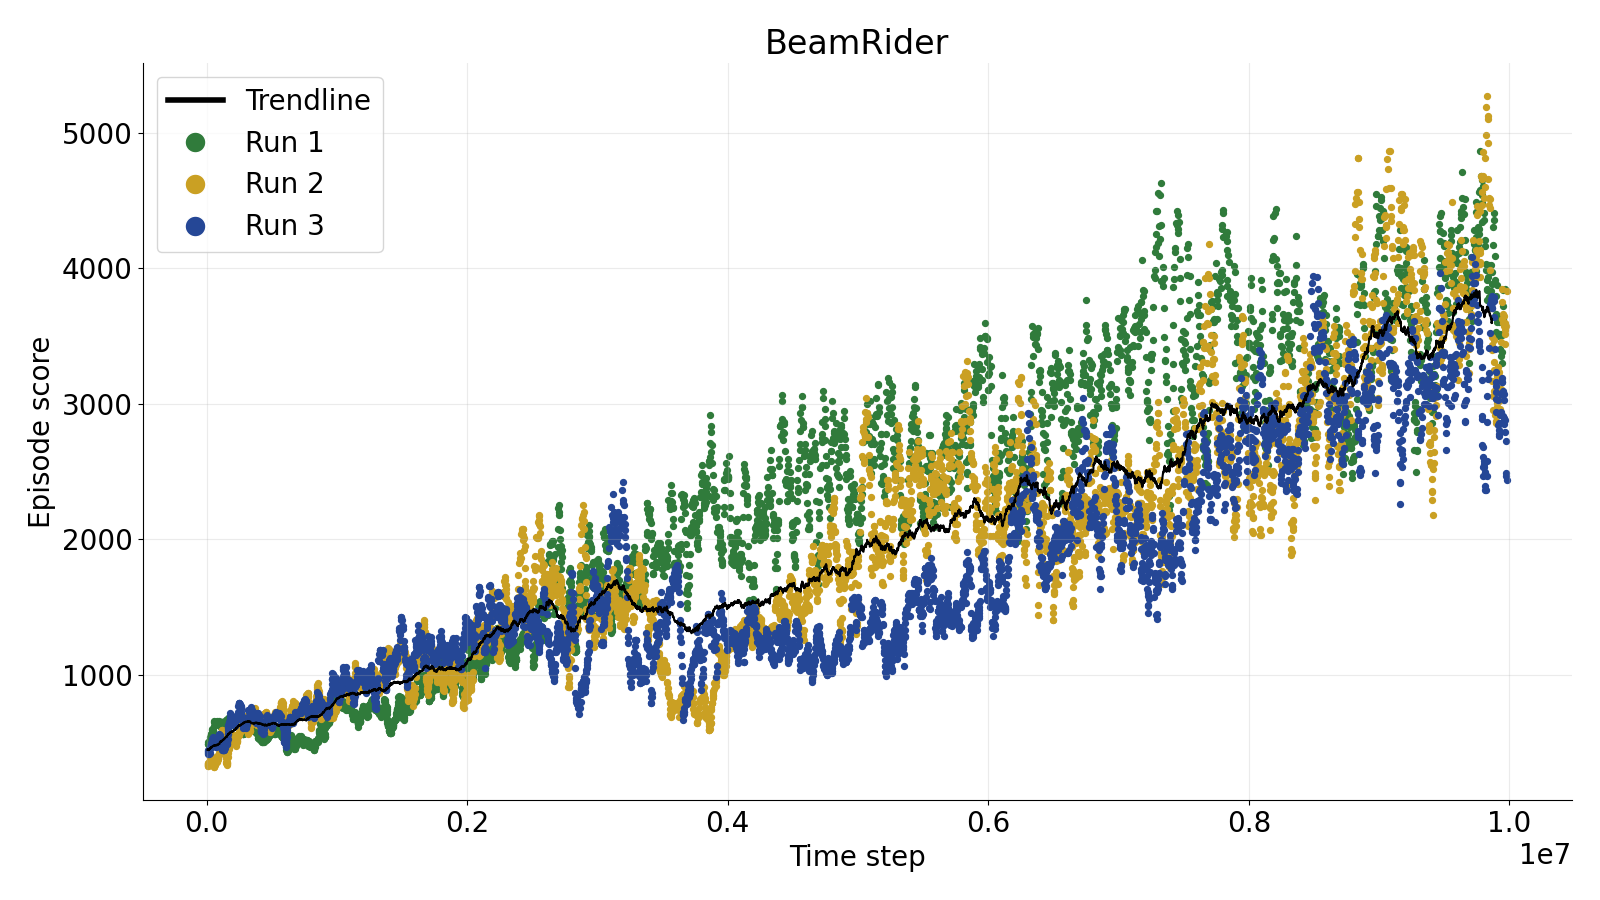 BeamRider
Trendline
Run 1
Run 2
Run 3
5000
4000
3000
2000
1000
Episode score
0.0 0.2 0.4 0.6 0.8 1.0
1e7
Time step